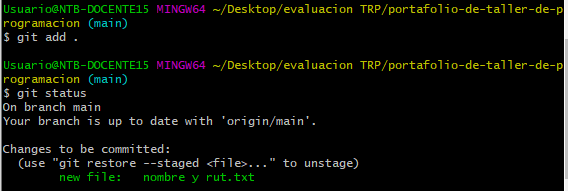 Usuario@NTB-DOCENTE15 MINGW64 ~/Desktop/evaluacion TRP/portafolio-de-taller-de-p
rogramacion (main)
$ git add .
Usuario@NTB-DOCENTE15 MINGW64 ~/Desktop/evaluacion TRP/portafolio-de-taller-de-p
rogramacion (main)
$ git status
On branch main
Your branch is up to date with 'origin/main'.
Changes to be committed:
  (use "git restore --staged <file>..." to unstage)
        new file:   nombre y rut.txt